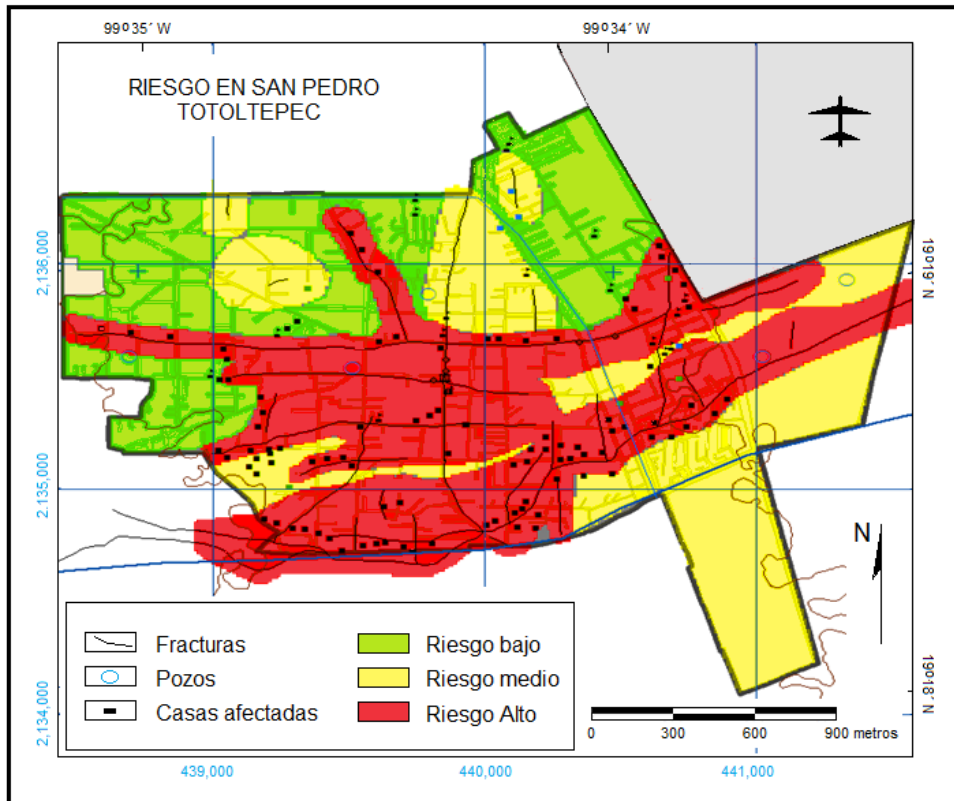 99º35´ W
99º34´ W
RIESGO EN SAN PEDRO
TOTOLTEPEC
2,136,000
19º19´ N
2,135,000
N
Fracturas
Riesgo bajo
Pozos
Riesgo medio
Casas afectadas
Riesgo Alto
2,134,000
19º18´ N
0
300
600
900 metros
439,000
440,000
441,000